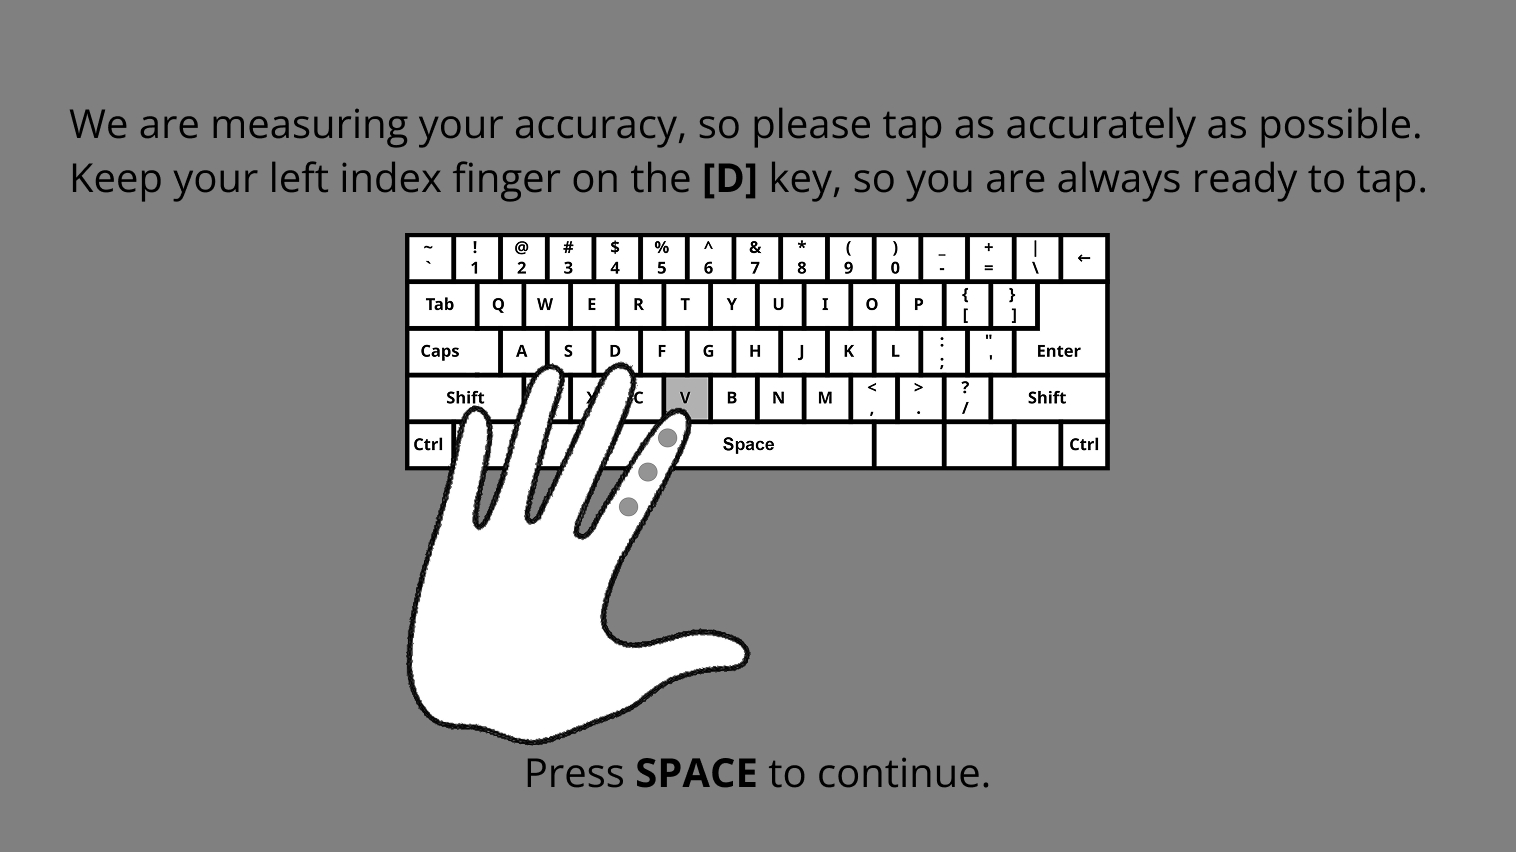 We are measuring your accuracy, so please tap as accurately as possible.
Keep your left index finger on the [D] key, so you are always ready to tap.
~ ! @ # $ % ^ & * ( ) _ + | ←
` 1 2 3 4 5 6 7 8 9 0 - = \
Tab Q W E R T Y U I O P { [ } ]
Caps A S D F G H J K L : ; " ' Enter
Shift X C V B N M < , > . ? / Shift
Ctrl Space Ctrl
Press SPACE to continue.